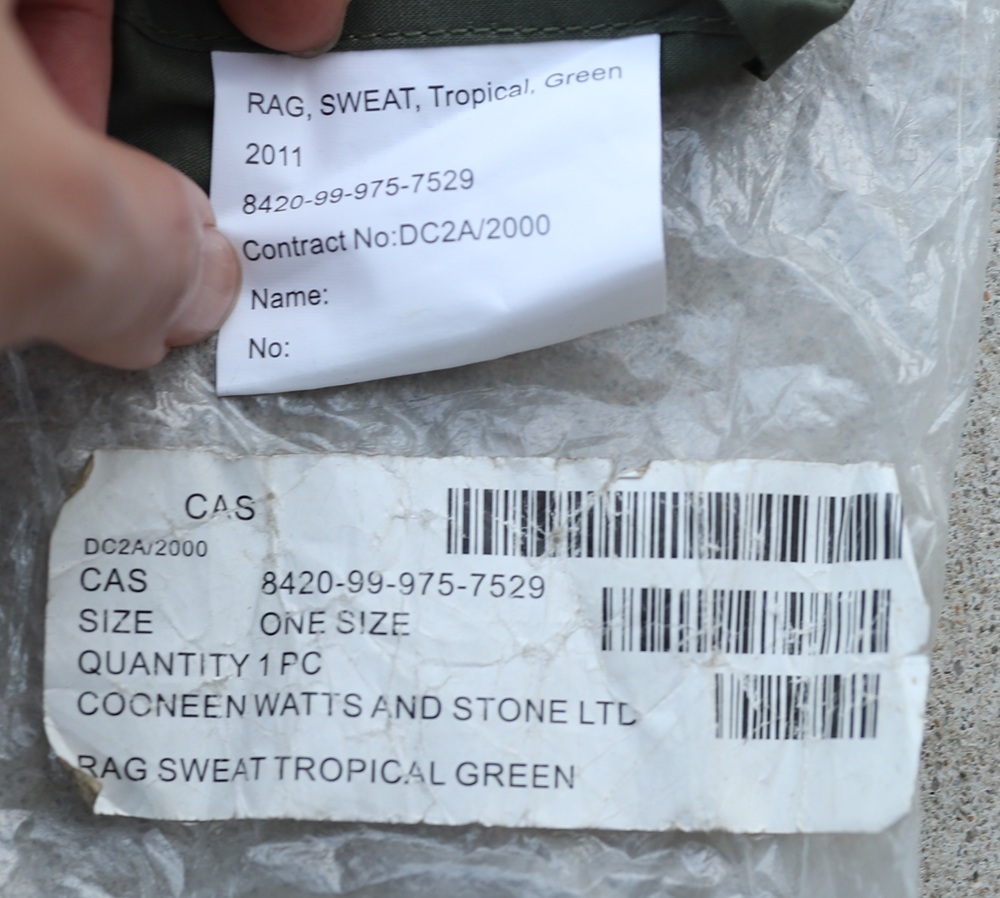 RAG, SWEAT, Tropical, Green
2011
8420-99-975-7529
Contract No:DC2A/2000
Name:
No:
CAS
DC2A/2000
CAS 8420-99-975-7529
SIZE ONE SIZE
QUANTITY 1 PC
COCNEEN WATTS AND STONE LTD
RAG SWEAT TROPICAL GREEN